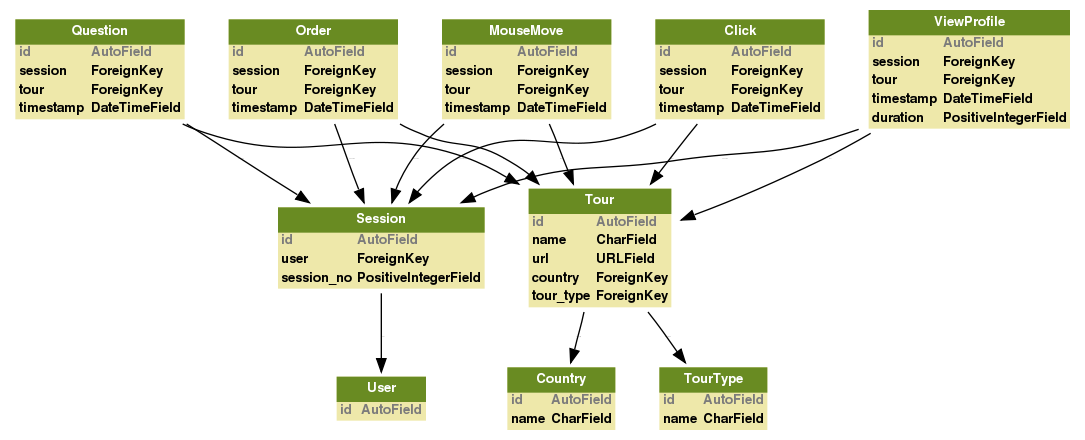 Question
id AutoField
session ForeignKey
tour ForeignKey
timestamp DateTimeField
Order
id AutoField
session ForeignKey
tour ForeignKey
timestamp DateTimeField
MouseMove
id AutoField
session ForeignKey
tour ForeignKey
timestamp DateTimeField
Click
id AutoField
session ForeignKey
tour ForeignKey
timestamp DateTimeField
ViewProfile
id AutoField
session ForeignKey
tour ForeignKey
timestamp DateTimeField
duration PositiveIntegerField
Session
id AutoField
user ForeignKey
session_no PositiveIntegerField
Tour
id AutoField
name CharField
url URLField
country ForeignKey
tour_type ForeignKey
User
id AutoField
Country
id AutoField
name CharField
TourType
id AutoField
name CharField